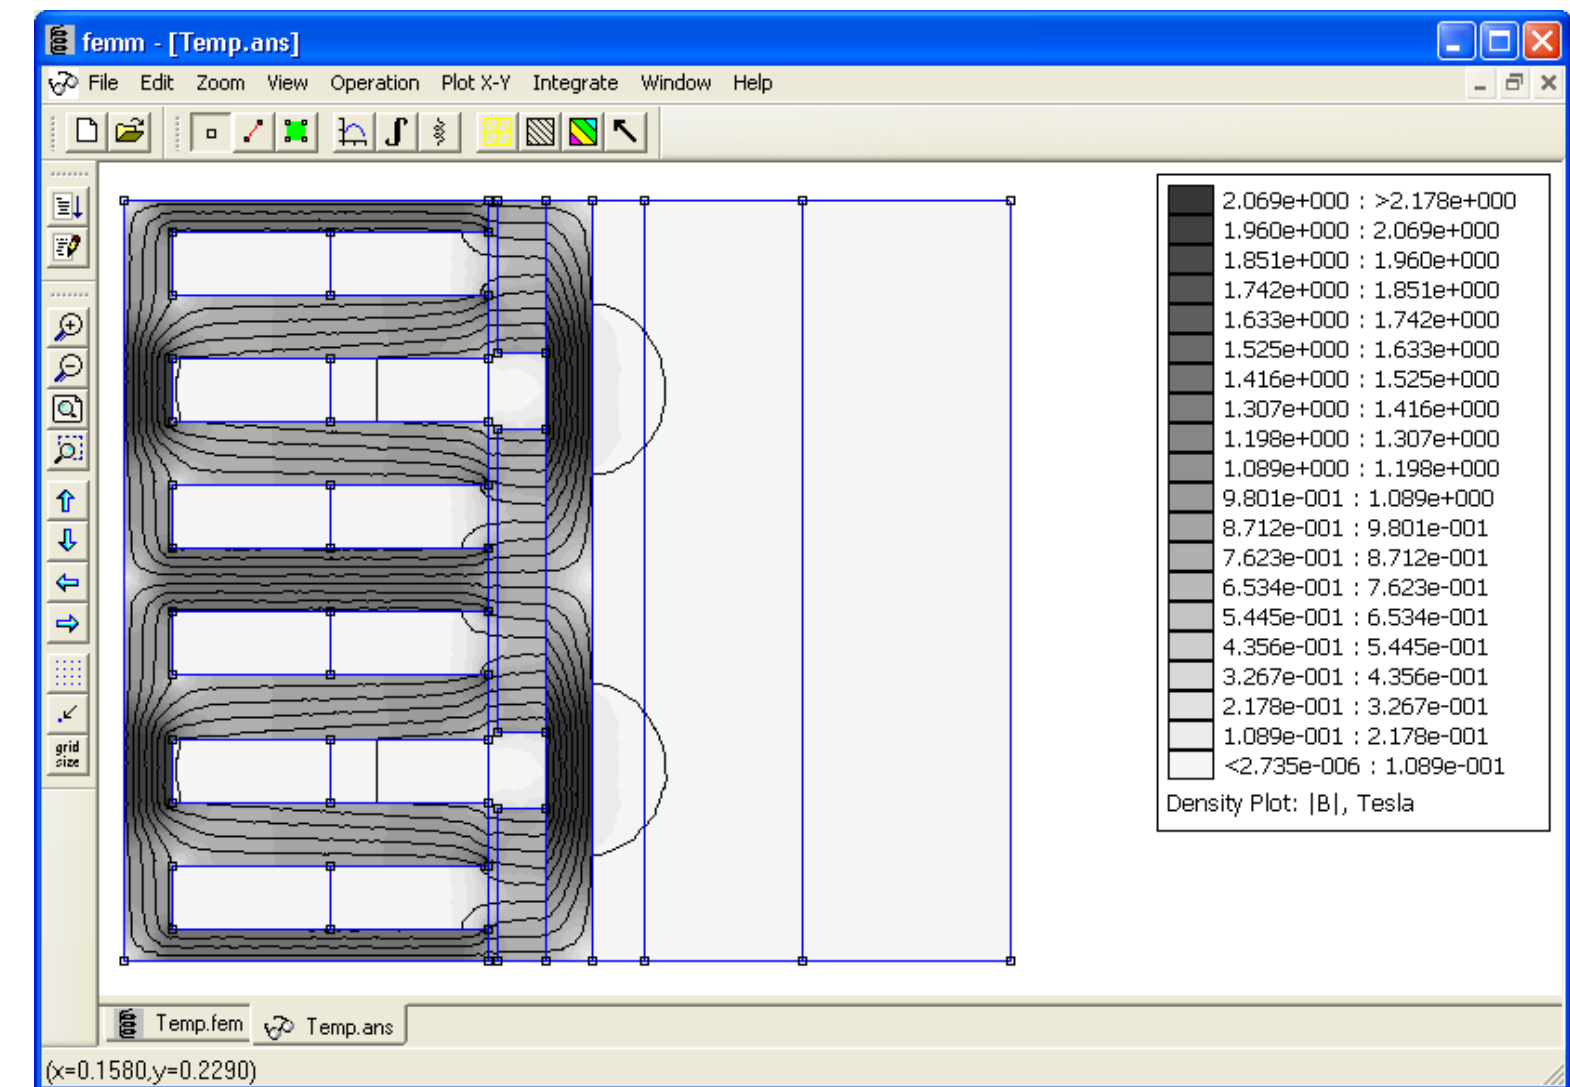 femm - [Temp.ans]
File Edit Zoom View Operation Plot X-Y Integrate Window Help
grid
size
2.069e+000 : >2.178e+000
1.960e+000 : 2.069e+000
1.851e+000 : 1.960e+000
1.742e+000 : 1.851e+000
1.633e+000 : 1.742e+000
1.525e+000 : 1.633e+000
1.416e+000 : 1.525e+000
1.307e+000 : 1.416e+000
1.198e+000 : 1.307e+000
1.089e+000 : 1.198e+000
9.801e-001 : 1.089e+000
8.712e-001 : 9.801e-001
7.623e-001 : 8.712e-001
6.534e-001 : 7.623e-001
5.445e-001 : 6.534e-001
4.356e-001 : 5.445e-001
3.267e-001 : 4.356e-001
2.178e-001 : 3.267e-001
1.089e-001 : 2.178e-001
<2.735e-006 : 1.089e-001
Density Plot: |B|, Tesla
Temp.fem Temp.ans
(x=0.1580,y=0.2290)